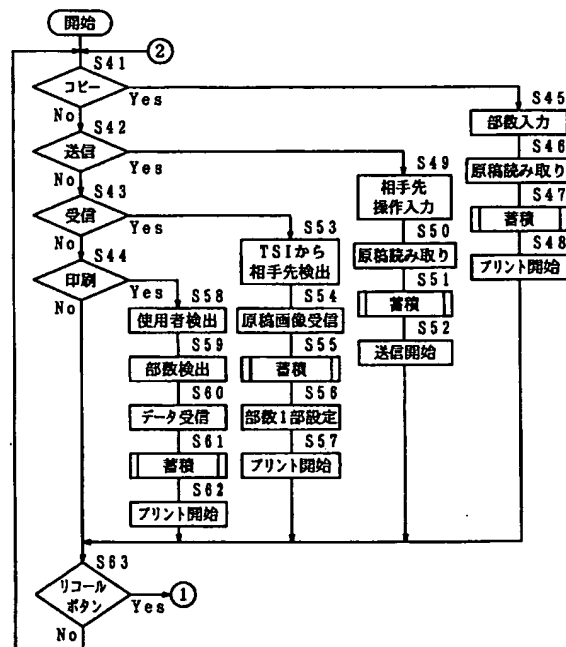 開始
②
S41
コピー
Yes
No
S42
送信
Yes
No
S43
受信
Yes
No
S44
印刷
Yes
No
S45
部数入力
S46
原稿読み取り
S47
蓄積
S48
プリント開始
S49
相手先
操作入力
S50
原稿読み取り
S51
蓄積
S52
送信開始
S53
TSIから
相手先検出
S54
原稿画像受信
S55
蓄積
S56
部数1部設定
S57
プリント開始
S58
使用者検出
S59
部数検出
S60
データ受信
S61
蓄積
S62
プリント開始
S63
リコール
ボタン
Yes
①
No